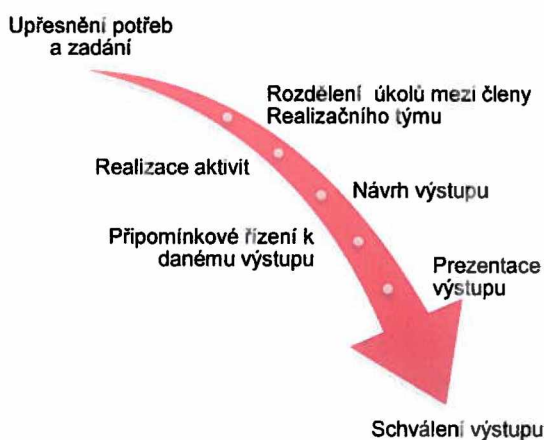 Upřesnění potřeb
a zadání
Rozdělení úkolů mezi členy
Realizačního týmu
Realizace aktivit
Návrh výstupu
Připomínkové řízení k
danému výstupu
Prezentace
výstupu
Schválení výstupu